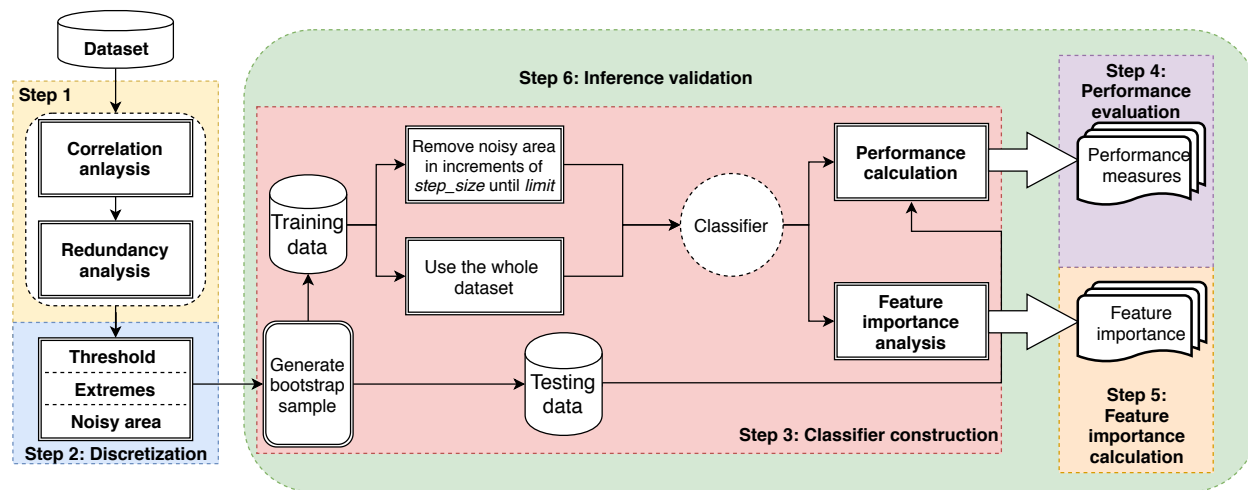 Dataset
Step 1
Correlation
anlaysis
Redundancy
analysis
Threshold
Extremes
Noisy area
Step 2: Discretization
Step 6: Inference validation
Generate
bootstrap
sample
Training
data
Remove noisy area
in increments of
step_size until limit
Use the whole
dataset
Testing
data
Classifier
Performance
calculation
Feature
importance
analysis
Step 3: Classifier construction
Step 4:
Performance
evaluation
Performance
measures
Feature
importance
Step 5:
Feature
importance
calculation